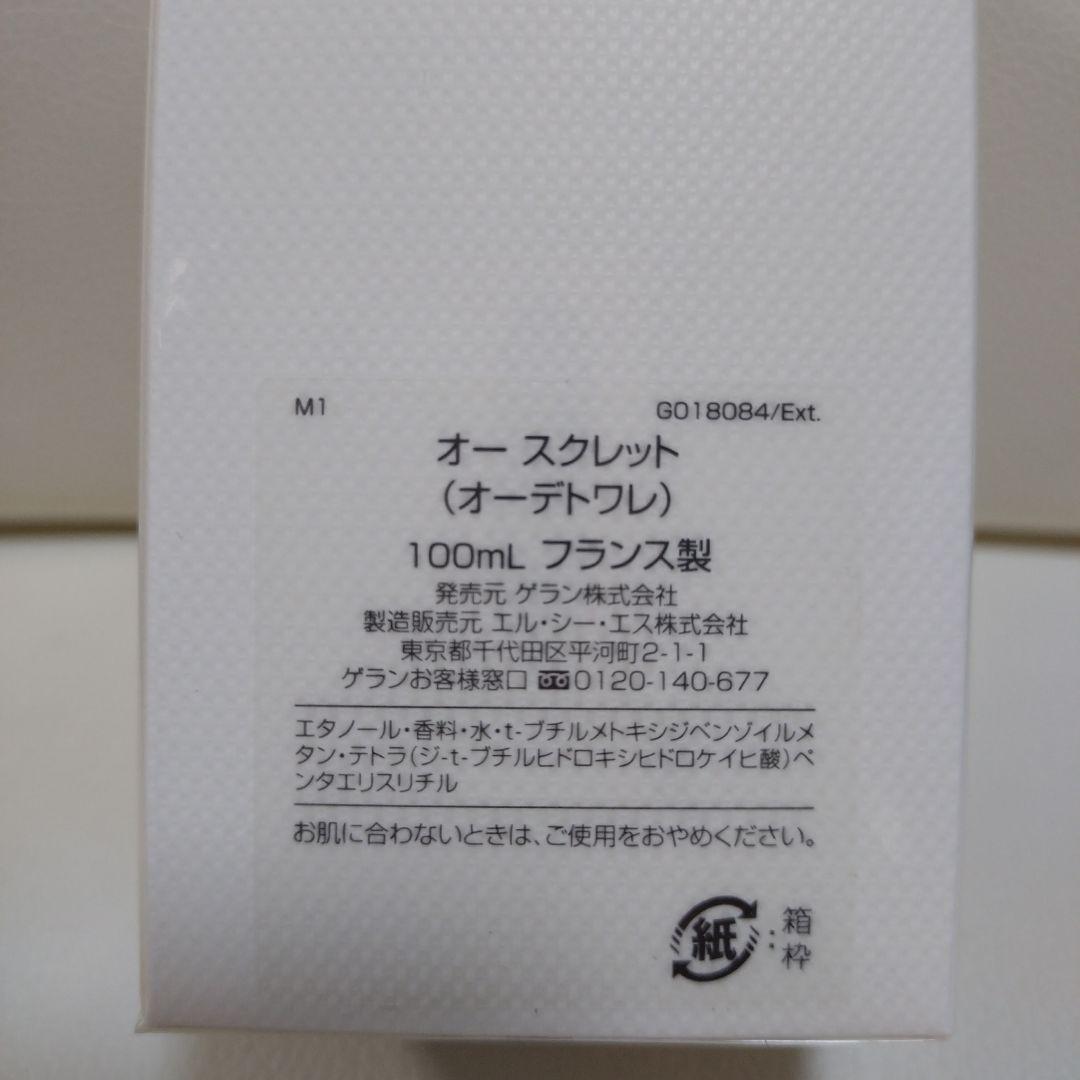 M1 G018084/Ext.
オー スクレット
(オーデトワレ)
100mL フランス製
発売元 ゲラン株式会社
製造販売元 エル・シー・エス株式会社
東京都千代田区平河町2-1-1
ゲランお客様窓口 0120-140-677
エタノール・香料・水・t-ブチルメトキシジベンゾイルメ
タン・テトラ(ジ-t-ブチルヒドロキシヒドロケイヒ酸)ペ
ンタエリスリチル
お肌に合わないときは、ご使用をおやめください。
紙:箱
枠